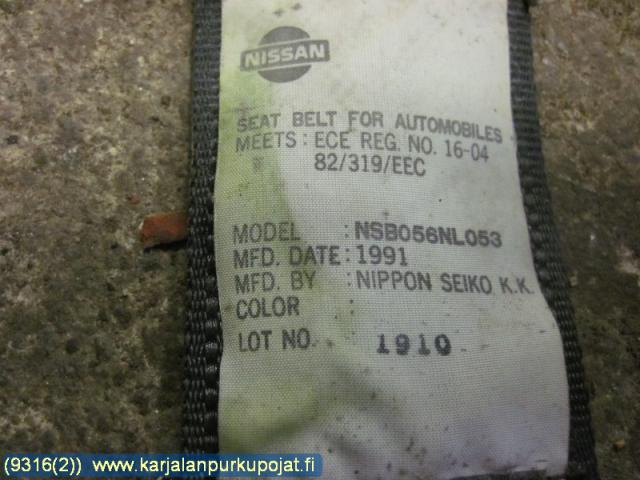 NISSAN
SEAT BELT FOR AUTOMOBILES
MEETS : ECE REG. NO. 16-04
82/319/EEC
MODEL : NSB056NL053
MFD. DATE : 1991
MFD. BY : NIPPON SEIKO K.K.
COLOR :
LOT NO. 1910
(9316(2)) www.karjalanpurkupojat.fi